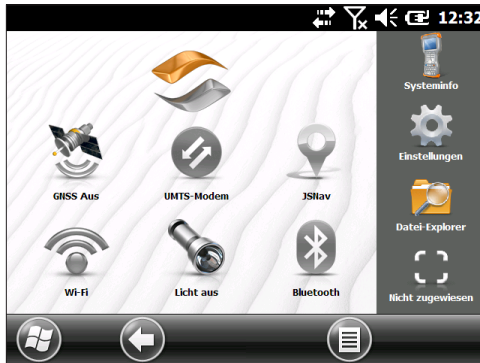 12:32
Systeminfo
GNSS Aus
UMTS-Modem
JSNav
Einstellungen
Datei-Explorer
Wi-Fi
Licht aus
Bluetooth
Nicht zugewiesen